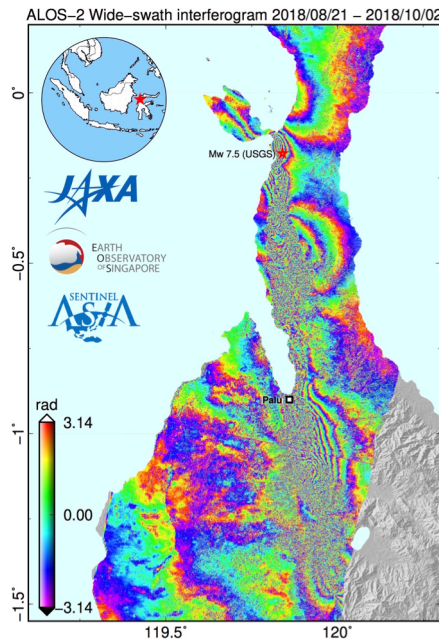 ALOS-2 Wide-swath interferogram 2018/08/21 - 2018/10/02
0°
Mw 7.5 (USGS)
JAXA
EARTH
OBSERVATORY
OF SINGAPORE
−0.5°
SENTINEL
ASIA
Palu
rad
3.14
−1°
0.00
−3.14
−1.5°
119.5°
120°